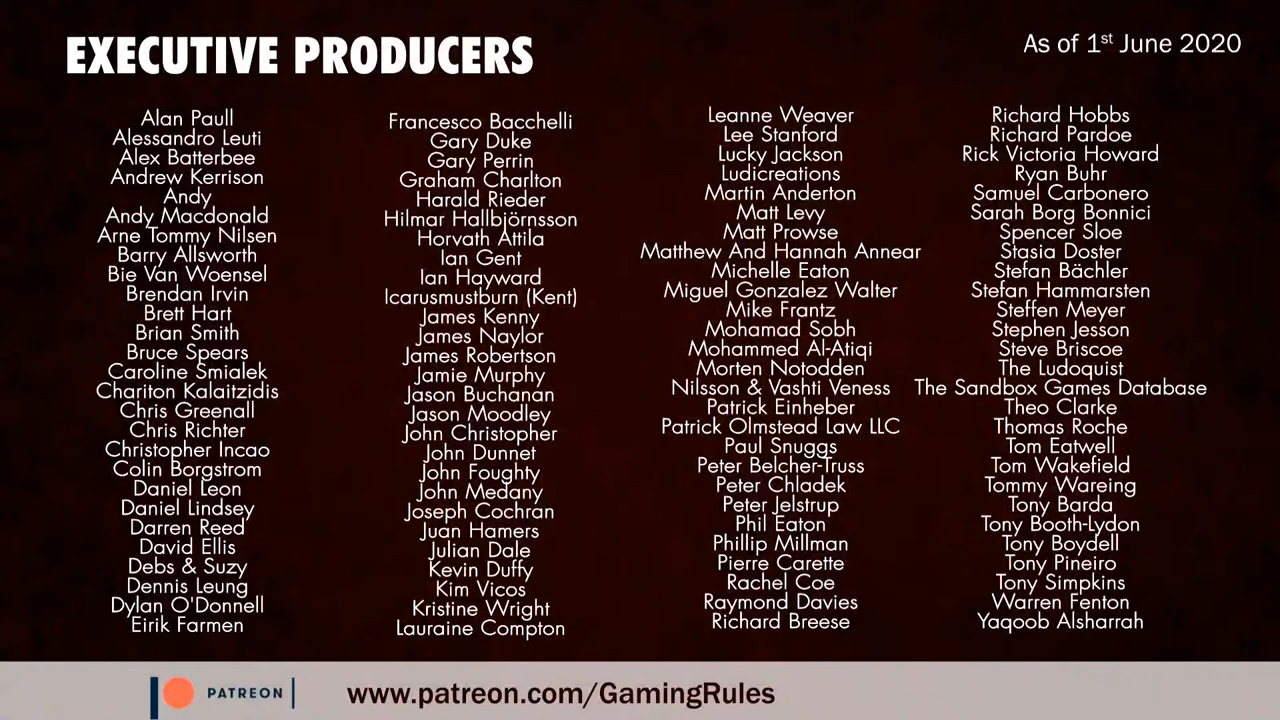 EXECUTIVE PRODUCERS
As of 1st June 2020
Alan Paull
Alessandro Leuti
Alex Batterbee
Andrew Kerrison
Andy
Andy Macdonald
Arne Tommy Nilsen
Barry Allsworth
Bie Van Woensel
Brendan Irvin
Brett Hart
Brian Smith
Bruce Spears
Caroline Smialek
Chariton Kalaitzidis
Chris Greenall
Chris Richter
Christopher Incao
Colin Borgstrom
Daniel Leon
Daniel Lindsey
Darren Reed
David Ellis
Debs & Suzy
Dennis Leung
Dylan O'Donnell
Eirik Farmen
Francesco Bacchelli
Gary Duke
Gary Perrin
Graham Charlton
Harald Rieder
Hilmar Hallbjörnsson
Horvath Attila
Ian Gent
Ian Hayward
Icarusmustburn (Kent)
James Kenny
James Naylor
James Robertson
Jamie Murphy
Jason Buchanan
Jason Moodley
John Christopher
John Dunnet
John Foughty
John Medany
Joseph Cochran
Juan Hamers
Julian Dale
Kevin Duffy
Kim Vicos
Kristine Wright
Lauraine Compton
Leanne Weaver
Lee Stanford
Lucky Jackson
Ludicreations
Martin Anderton
Matt Levy
Matt Prowse
Matthew And Hannah Annear
Michelle Eaton
Miguel Gonzalez Walter
Mike Frantz
Mohamad Sobh
Mohammed Al-Atiqi
Morten Notodden
Nilsson & Vashti Veness
Patrick Einheber
Patrick Olmstead Law LLC
Paul Snuggs
Peter Belcher-Truss
Peter Chladek
Peter Jelstrup
Phil Eaton
Phillip Millman
Pierre Carette
Rachel Coe
Raymond Davies
Richard Breese
Richard Hobbs
Richard Pardoe
Rick Victoria Howard
Ryan Buhr
Samuel Carbonero
Sarah Borg Bonnici
Spencer Sloe
Stasia Doster
Stefan Bächler
Stefan Hammarsten
Steffen Meyer
Stephen Jesson
Steve Briscoe
The Ludoquist
The Sandbox Games Database
Theo Clarke
Thomas Roche
Tom Eatwell
Tom Wakefield
Tommy Wareing
Tony Barda
Tony Booth-Lydon
Tony Boydell
Tony Pineiro
Tony Simpkins
Warren Fenton
Yaqoob Alsharrah
PATREON
www.patreon.com/GamingRules